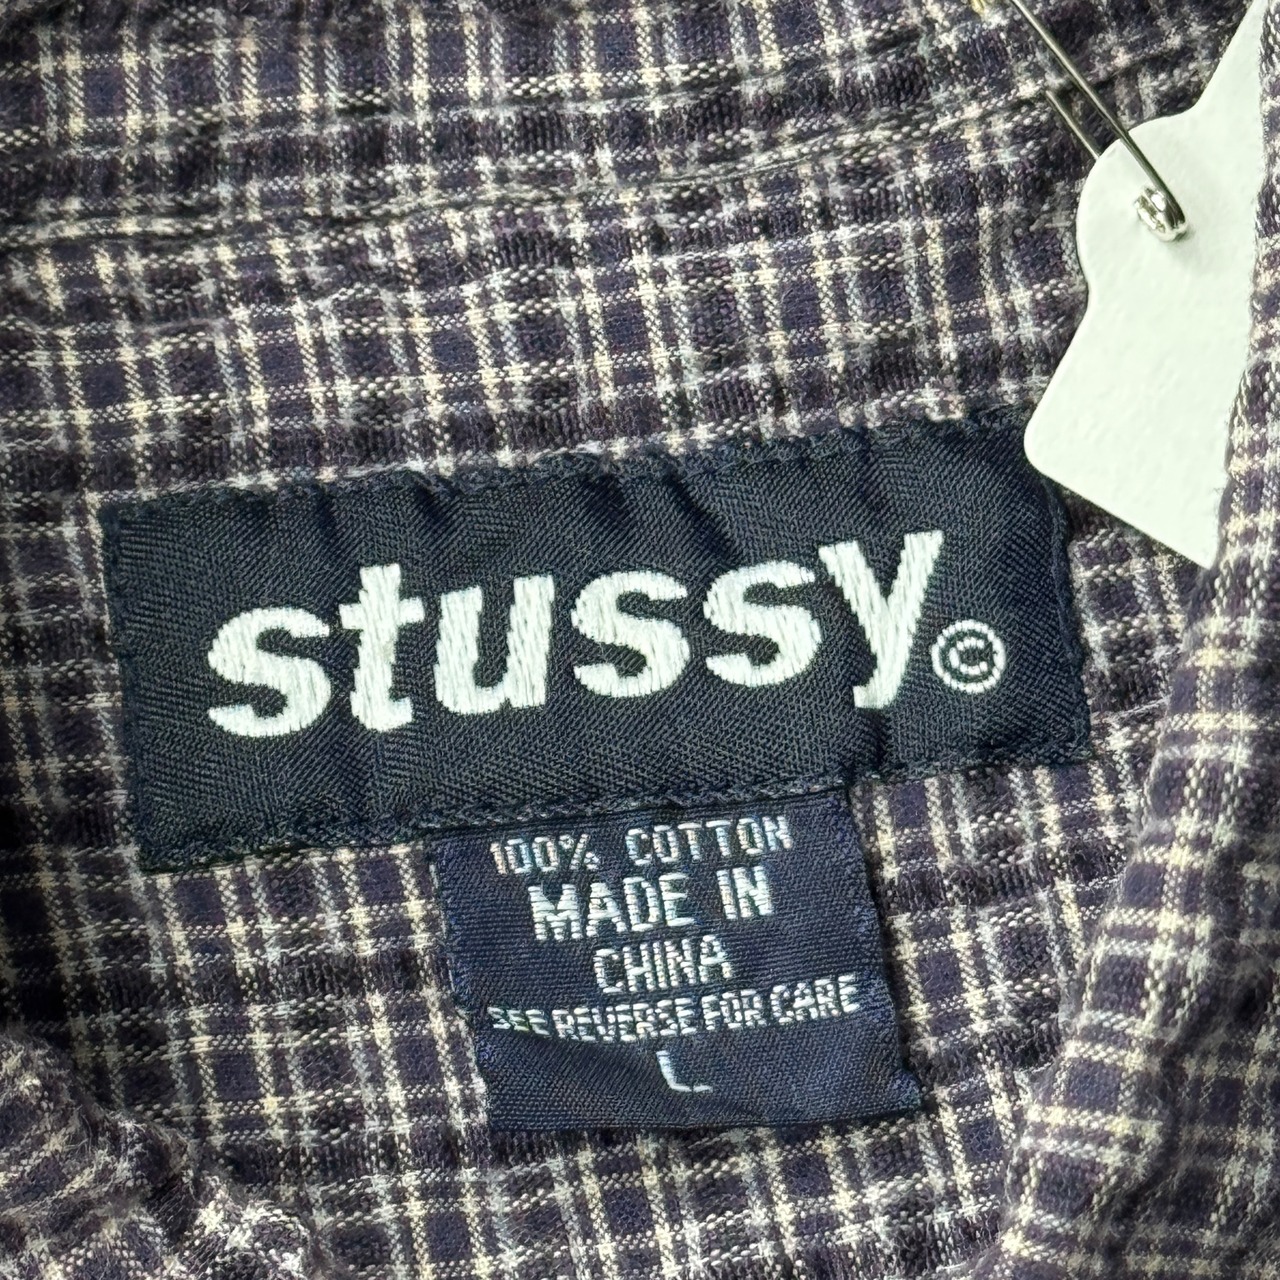 stussy©
100% COTTON
MADE IN
CHINA
SEE REVERSE FOR CARE
L